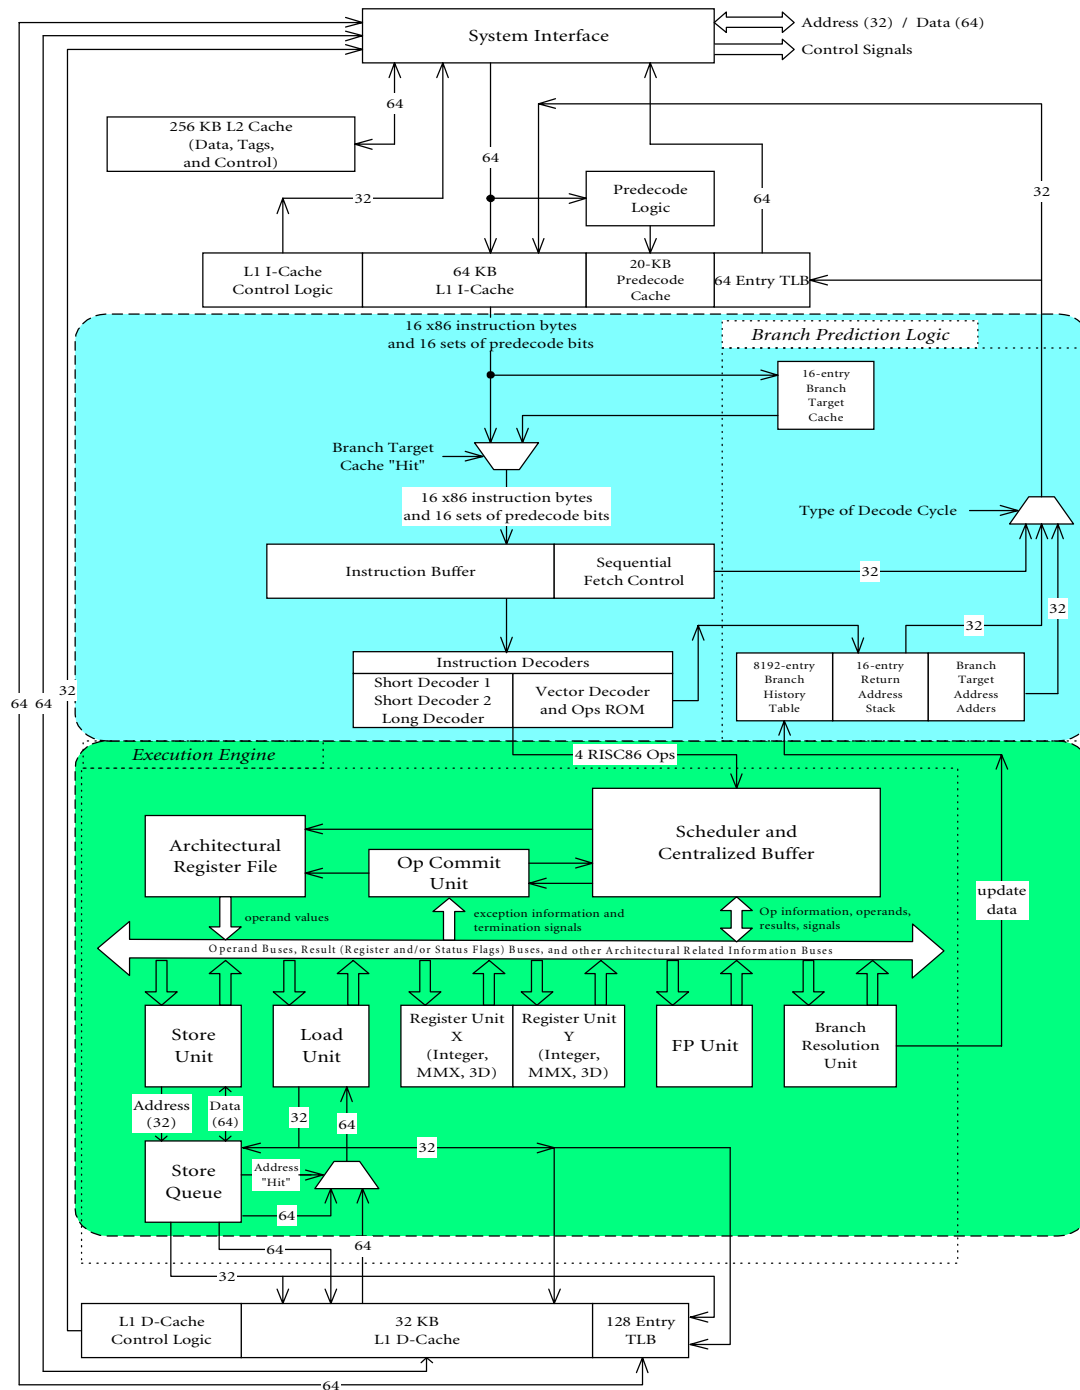 System Interface
Address (32)  /  Data (64)
Control Signals
64
256 KB L2 Cache
(Data, Tags,
and Control)
64
32
Predecode
Logic
64
32
L1 I-Cache
Control Logic
64 KB
L1 I-Cache
20-KB
Predecode
Cache
64 Entry TLB
16 x86 instruction bytes
and 16 sets of predecode bits
Branch Prediction Logic
16-entry
Branch
Target
Cache
Branch Target
Cache "Hit"
16 x86 instruction bytes
and 16 sets of predecode bits
Type of Decode Cycle
Instruction Buffer
Sequential
Fetch Control
32
32
32
Instruction Decoders
Short Decoder 1
Short Decoder 2
Long Decoder
Vector Decoder
and Ops ROM
8192-entry
Branch
History
Table
16-entry
Return
Address
Stack
Branch
Target
Address
Adders
64
64
32
Execution Engine
4 RISC86 Ops
Architectural
Register File
Op Commit
Unit
Scheduler and
Centralized Buffer
update
data
operand values
exception information and
termination signals
Op information, operands,
results, signals
Operand Buses, Result (Register and/or Status Flags) Buses, and other Architectural Related Information Buses
Store
Unit
Load
Unit
Register Unit
X
(Integer,
MMX, 3D)
Register Unit
Y
(Integer,
MMX, 3D)
FP Unit
Branch
Resolution
Unit
Address
(32)
Data
(64)
32
64
32
Store
Queue
Address
"Hit"
64
64
64
32
L1 D-Cache
Control Logic
32 KB
L1 D-Cache
128 Entry
TLB
64